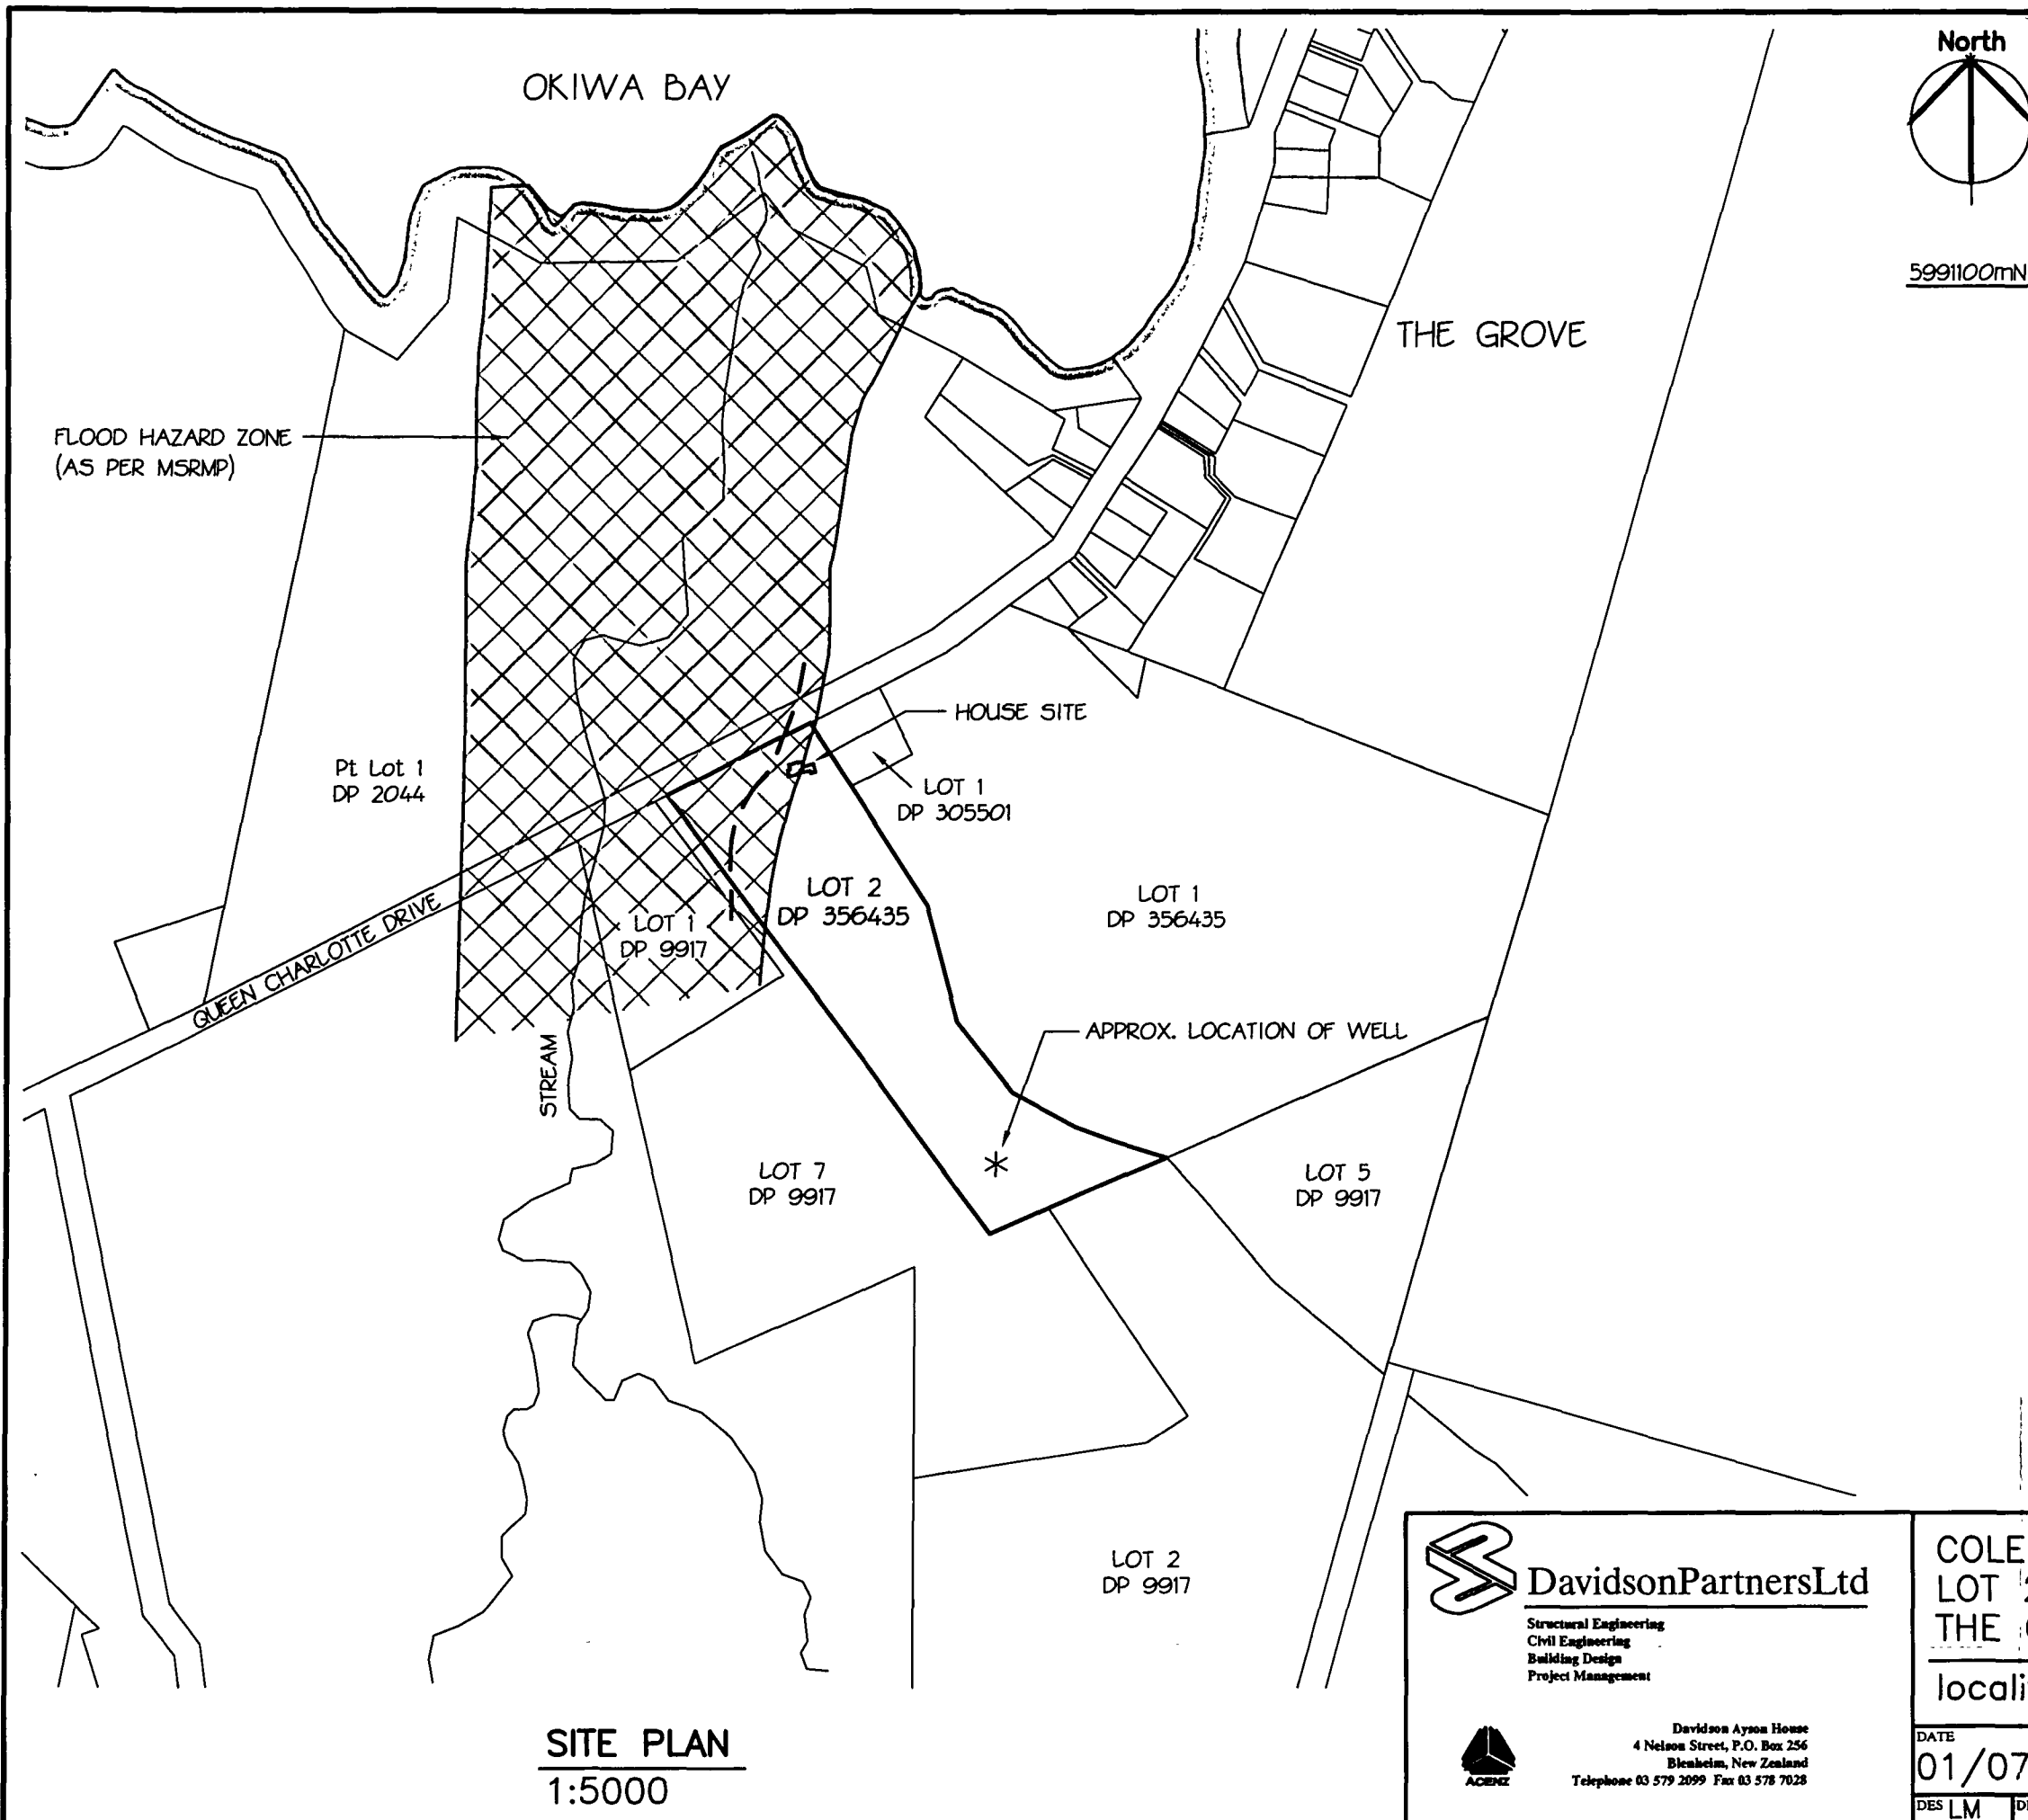 OKIWA BAY
North
5991100mN
THE GROVE
FLOOD HAZARD ZONE
(AS PER MSRMP)
HOUSE SITE
Pt Lot 1
DP 2044
LOT 1
DP 305501
LOT 2
DP 356435
LOT 1
DP 356435
LOT 1
DP 9917
QUEEN CHARLOTTE DRIVE
STREAM
APPROX. LOCATION OF WELL
LOT 7
DP 9917
LOT 5
DP 9917
LOT 2
DP 9917
SITE PLAN
1:5000
DavidsonPartnersLtd
Structural Engineering
Civil Engineering
Building Design
Project Management
ACENZ
Davidson Ayson House
4 Nelson Street, P.O. Box 256
Blenheim, New Zealand
Telephone 03 579 2099 Fax 03 578 7028
COLE
LOT
THE
locali
DATE
01/07
DES LM